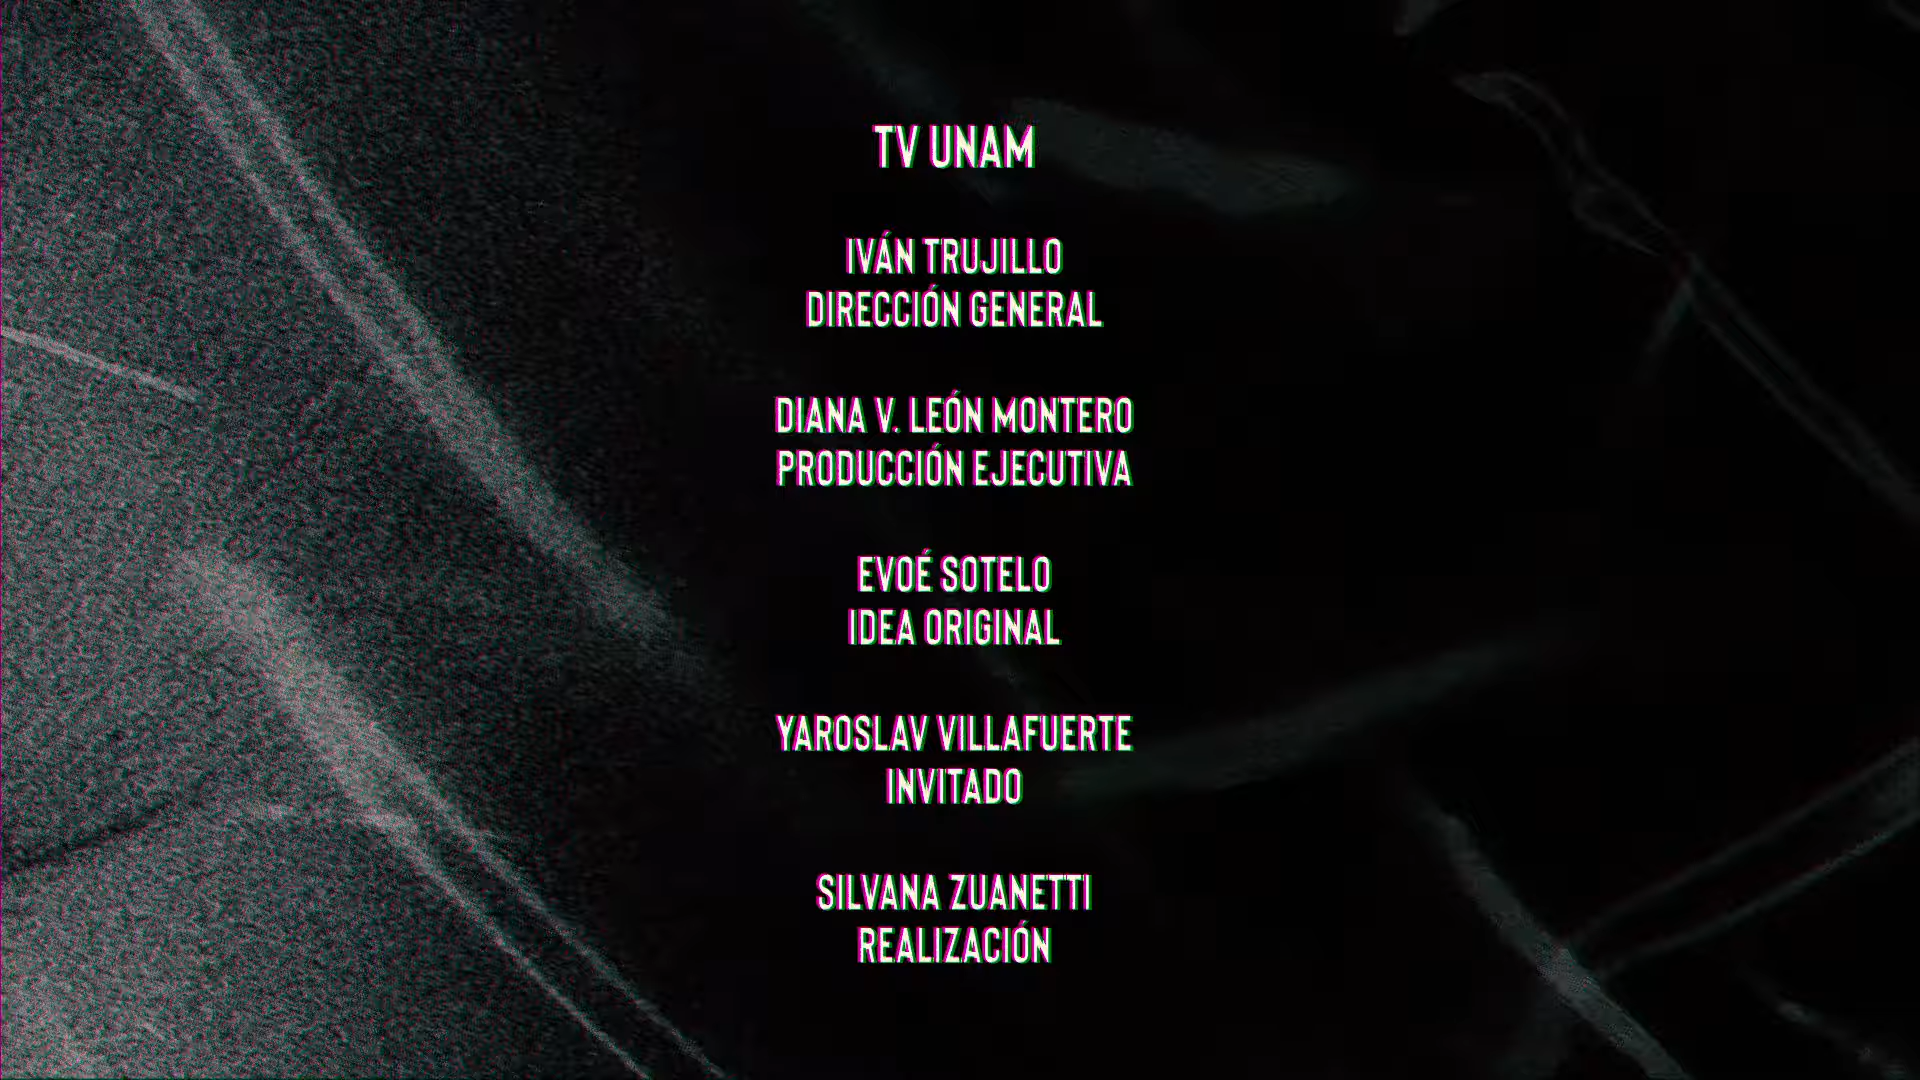 TV UNAM
IVÁN TRUJILLO
DIRECCIÓN GENERAL
DIANA V. LEÓN MONTERO
PRODUCCIÓN EJECUTIVA
EVOÉ SOTELO
IDEA ORIGINAL
YAROSLAV VILLAFUERTE
INVITADO
SILVANA ZUANETTI
REALIZACIÓN